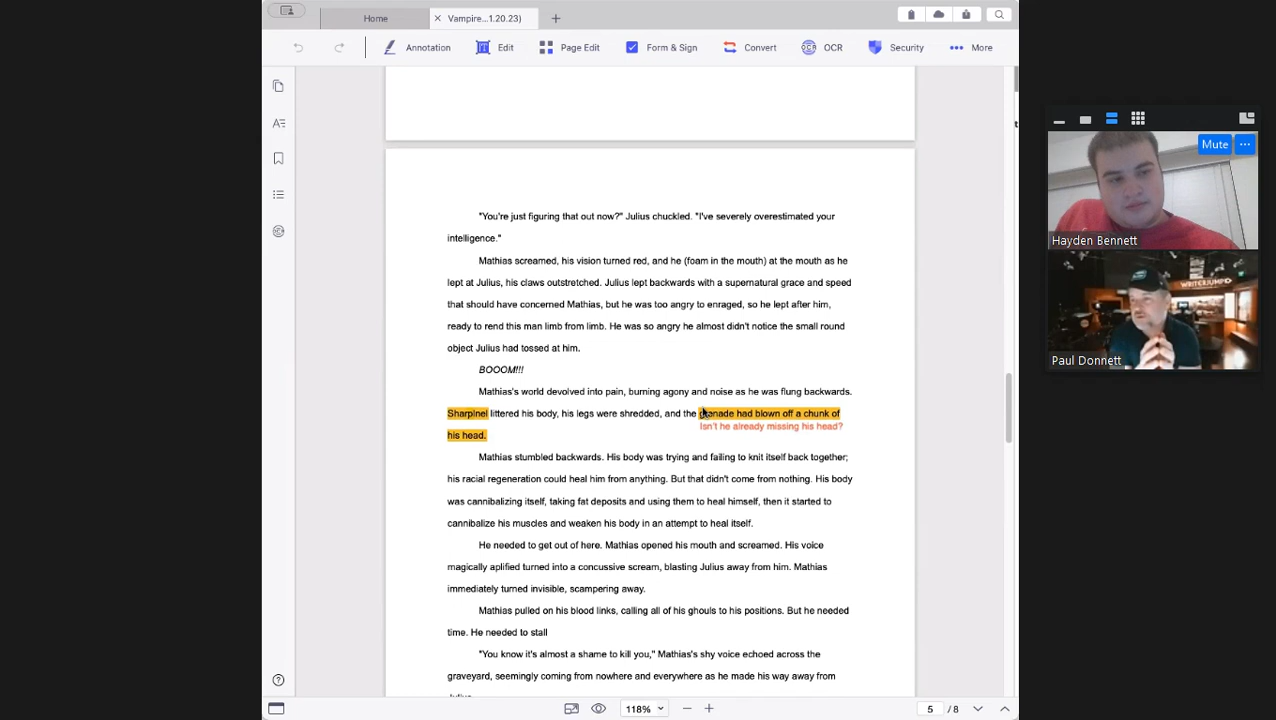 Home
Vampire...1.20.23)
Annotation
Edit
Page Edit
Form & Sign
Convert
OCR
OCR
Security
More
"You're just figuring that out now?" Julius chuckled. "I've severely overestimated your
intelligence."
Mathias screamed, his vision turned red, and he (foam in the mouth) at the mouth as he
lept at Julius, his claws outstretched. Julius lept backwards with a supernatural grace and speed
that should have concerned Mathias, but he was too angry to enraged, so he lept after him,
ready to rend this man limb from limb. He was so angry he almost didn't notice the small round
object Julius had tossed at him.
BOOOM!!!
Mathias's world devolved into pain, burning agony and noise as he was flung backwards.
Sharplnel littered his body, his legs were shredded, and the granade had blown off a chunk of
Isn't he already missing his head?
his head.
Mathias stumbled backwards. His body was trying and failing to knit itself back together;
his racial regeneration could heal him from anything. But that didn't come from nothing. His body
was cannibalizing itself, taking fat deposits and using them to heal himself, then it started to
cannibalize his muscles and weaken his body in an attempt to heal itself.
He needed to get out of here. Mathias opened his mouth and screamed. His voice
magically aplified turned into a concussive scream, blasting Julius away from him. Mathias
immediately turned invisible, scampering away.
Mathias pulled on his blood links, calling all of his ghouls to his positions. But he needed
time. He needed to stall
"You know it's almost a shame to kill you," Mathias's shy voice echoed across the
graveyard, seemingly coming from nowhere and everywhere as he made his way away from
Julius
118%
5 / 8
Mute
Hayden Bennett
WRITERJUMP
Paul Donnett